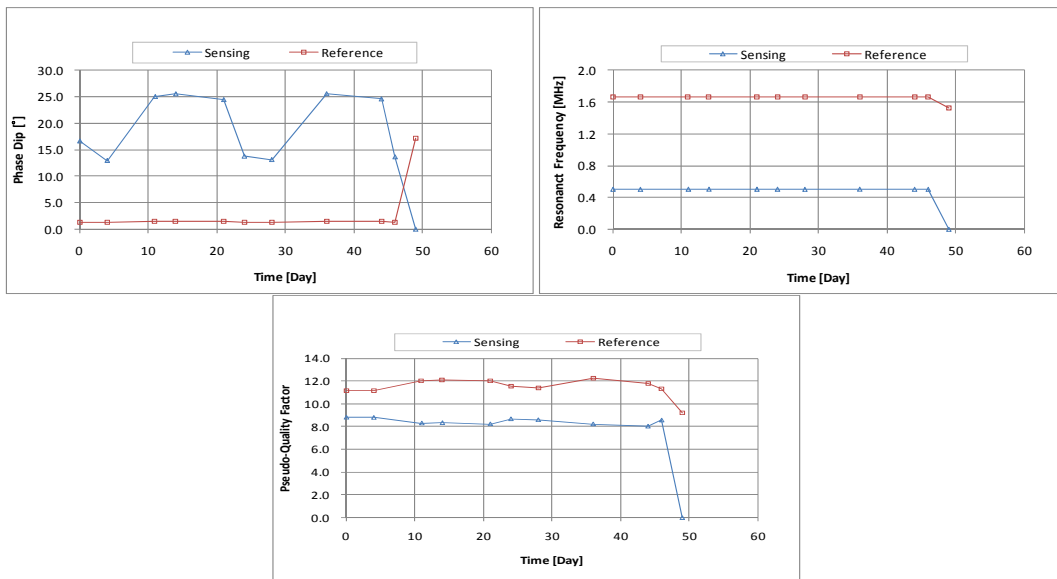 Sensing Reference
30.0
25.0
20.0
15.0
10.0
5.0
0.0
Phase Dip [°]
0 10 20 30 40 50 60
Time [Day]
Sensing Reference
2.0
1.6
1.2
0.8
0.4
0.0
Resonanct Frequency [MHz]
0 10 20 30 40 50 60
Time [Day]
Sensing Reference
14.0
12.0
10.0
8.0
6.0
4.0
2.0
0.0
Pseudo-Quality Factor
0 10 20 30 40 50 60
Time [Day]